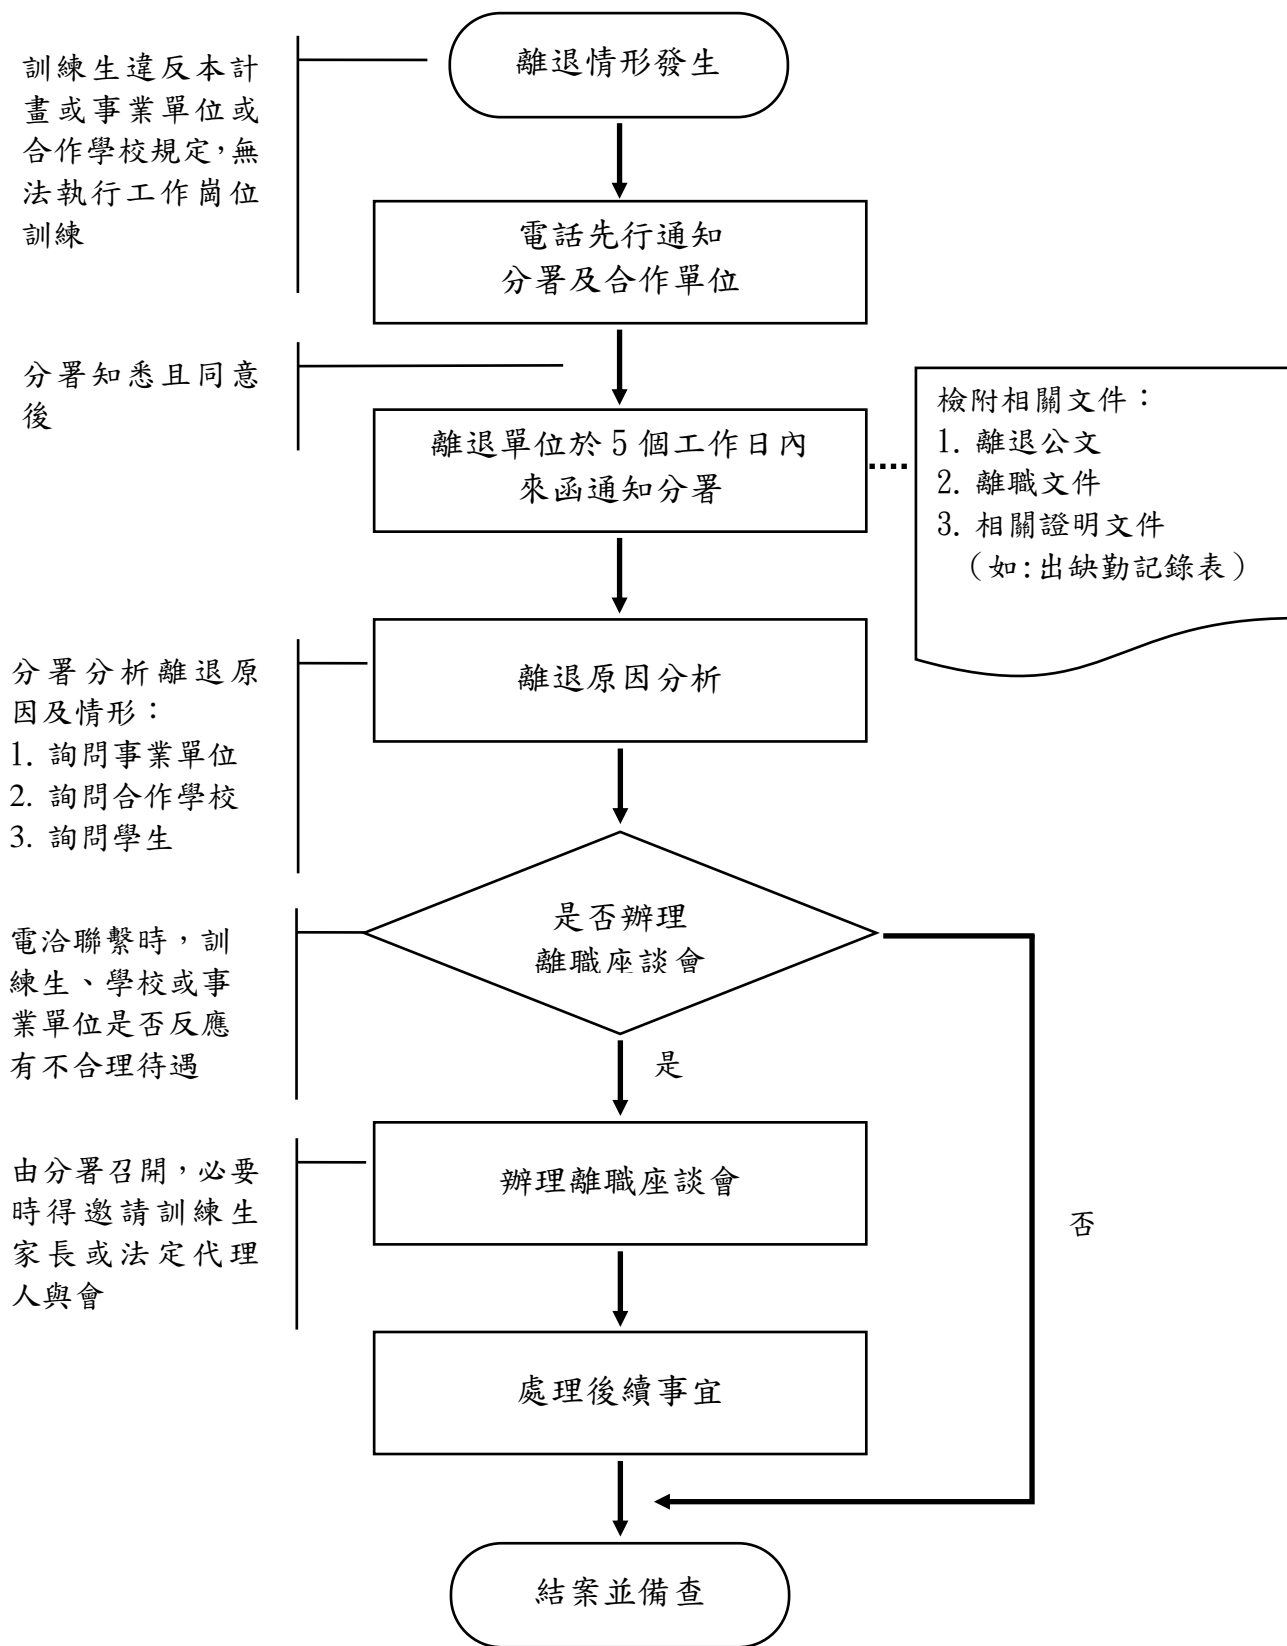 離退情形發生
訓練生違反本計
畫或事業單位或
合作學校規定，無
法執行工作崗位
訓練
電話先行通知
分署及合作單位
分署知悉且同意
後
離退單位於 5 個工作日內
來函通知分署
檢附相關文件：
1. 離退公文
2. 離職文件
3. 相關證明文件
（如:出缺勤記錄表）
離退原因分析
分署分析離退原
因及情形：
1. 詢問事業單位
2. 詢問合作學校
3. 詢問學生
是否辦理
離職座談會
電洽聯繫時，訓
練生、學校或事
業單位是否反應
有不合理待遇
是
辦理離職座談會
由分署召開，必要
時得邀請訓練生
家長或法定代理
人與會
否
處理後續事宜
結案並備查